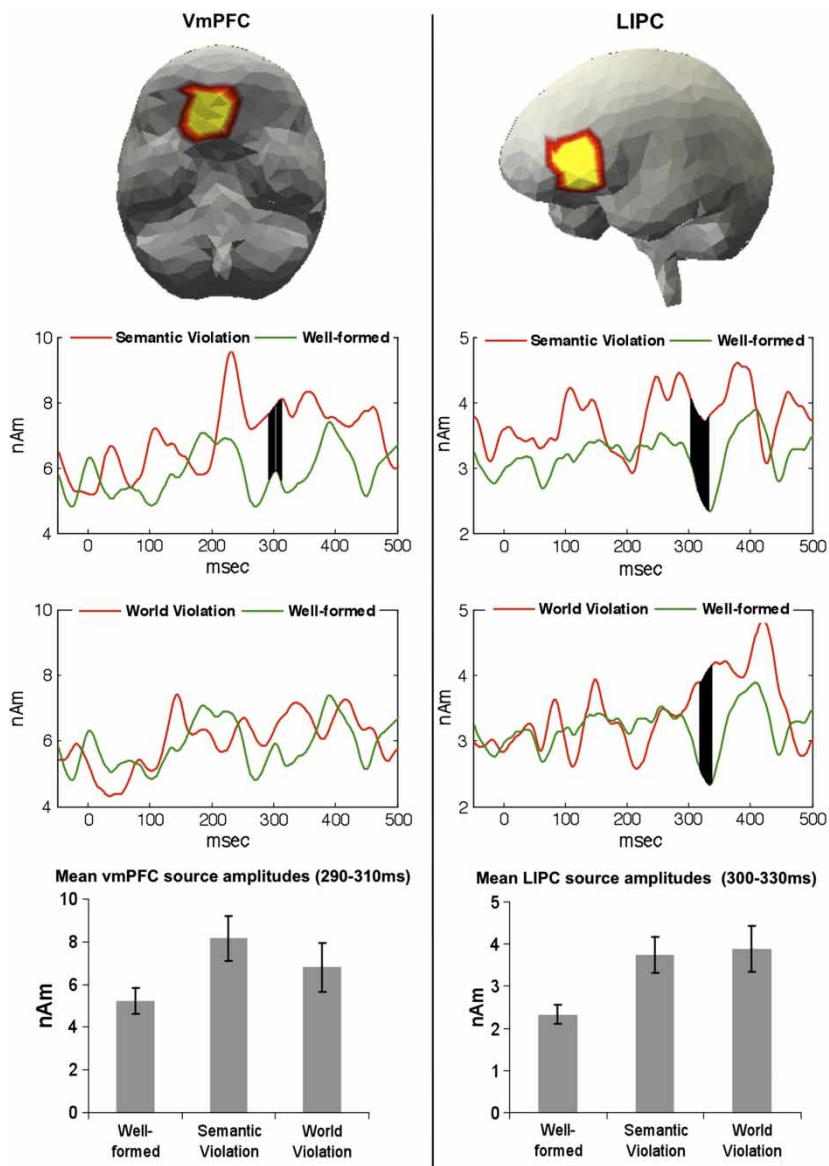 VmPFC
LIPC
Semantic Violation Well-formed
10
8
6
4
nAm
0 100 200 300 400 500
msec
Semantic Violation Well-formed
5
4
3
2
nAm
0 100 200 300 400 500
msec
World Violation Well-formed
10
8
6
4
nAm
0 100 200 300 400 500
msec
World Violation Well-formed
5
4
3
2
nAm
0 100 200 300 400 500
msec
Mean vmPFC source amplitudes (290-310ms)
10
8
6
4
2
0
nAm
Well- Semantic World
formed Violation Violation
Mean LIPC source amplitudes (300-330ms)
5
4
3
2
1
0
nAm
Well- Semantic World
formed Violation Violation